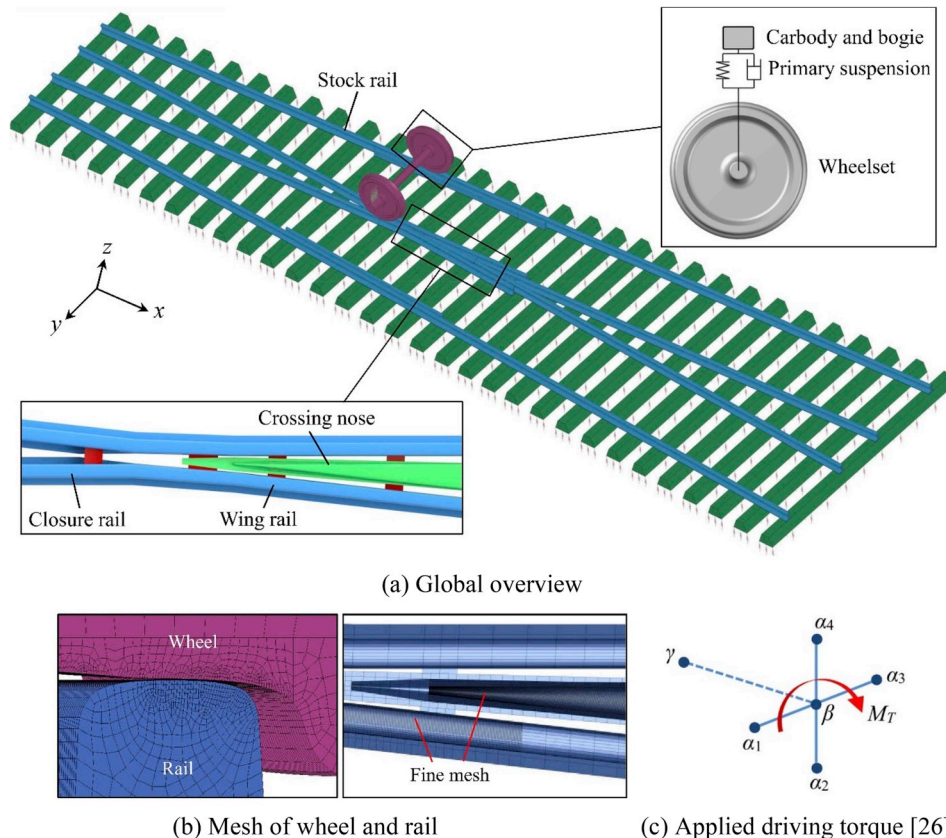 Stock rail
Carbody and bogie
Primary suspension
Wheelset
z
y
x
Crossing nose
Closure rail
Wing rail
(a) Global overview
Wheel
Rail
Fine mesh
α4
γ
α3
β
MT
α1
α2
(b) Mesh of wheel and rail
(c) Applied driving torque [26